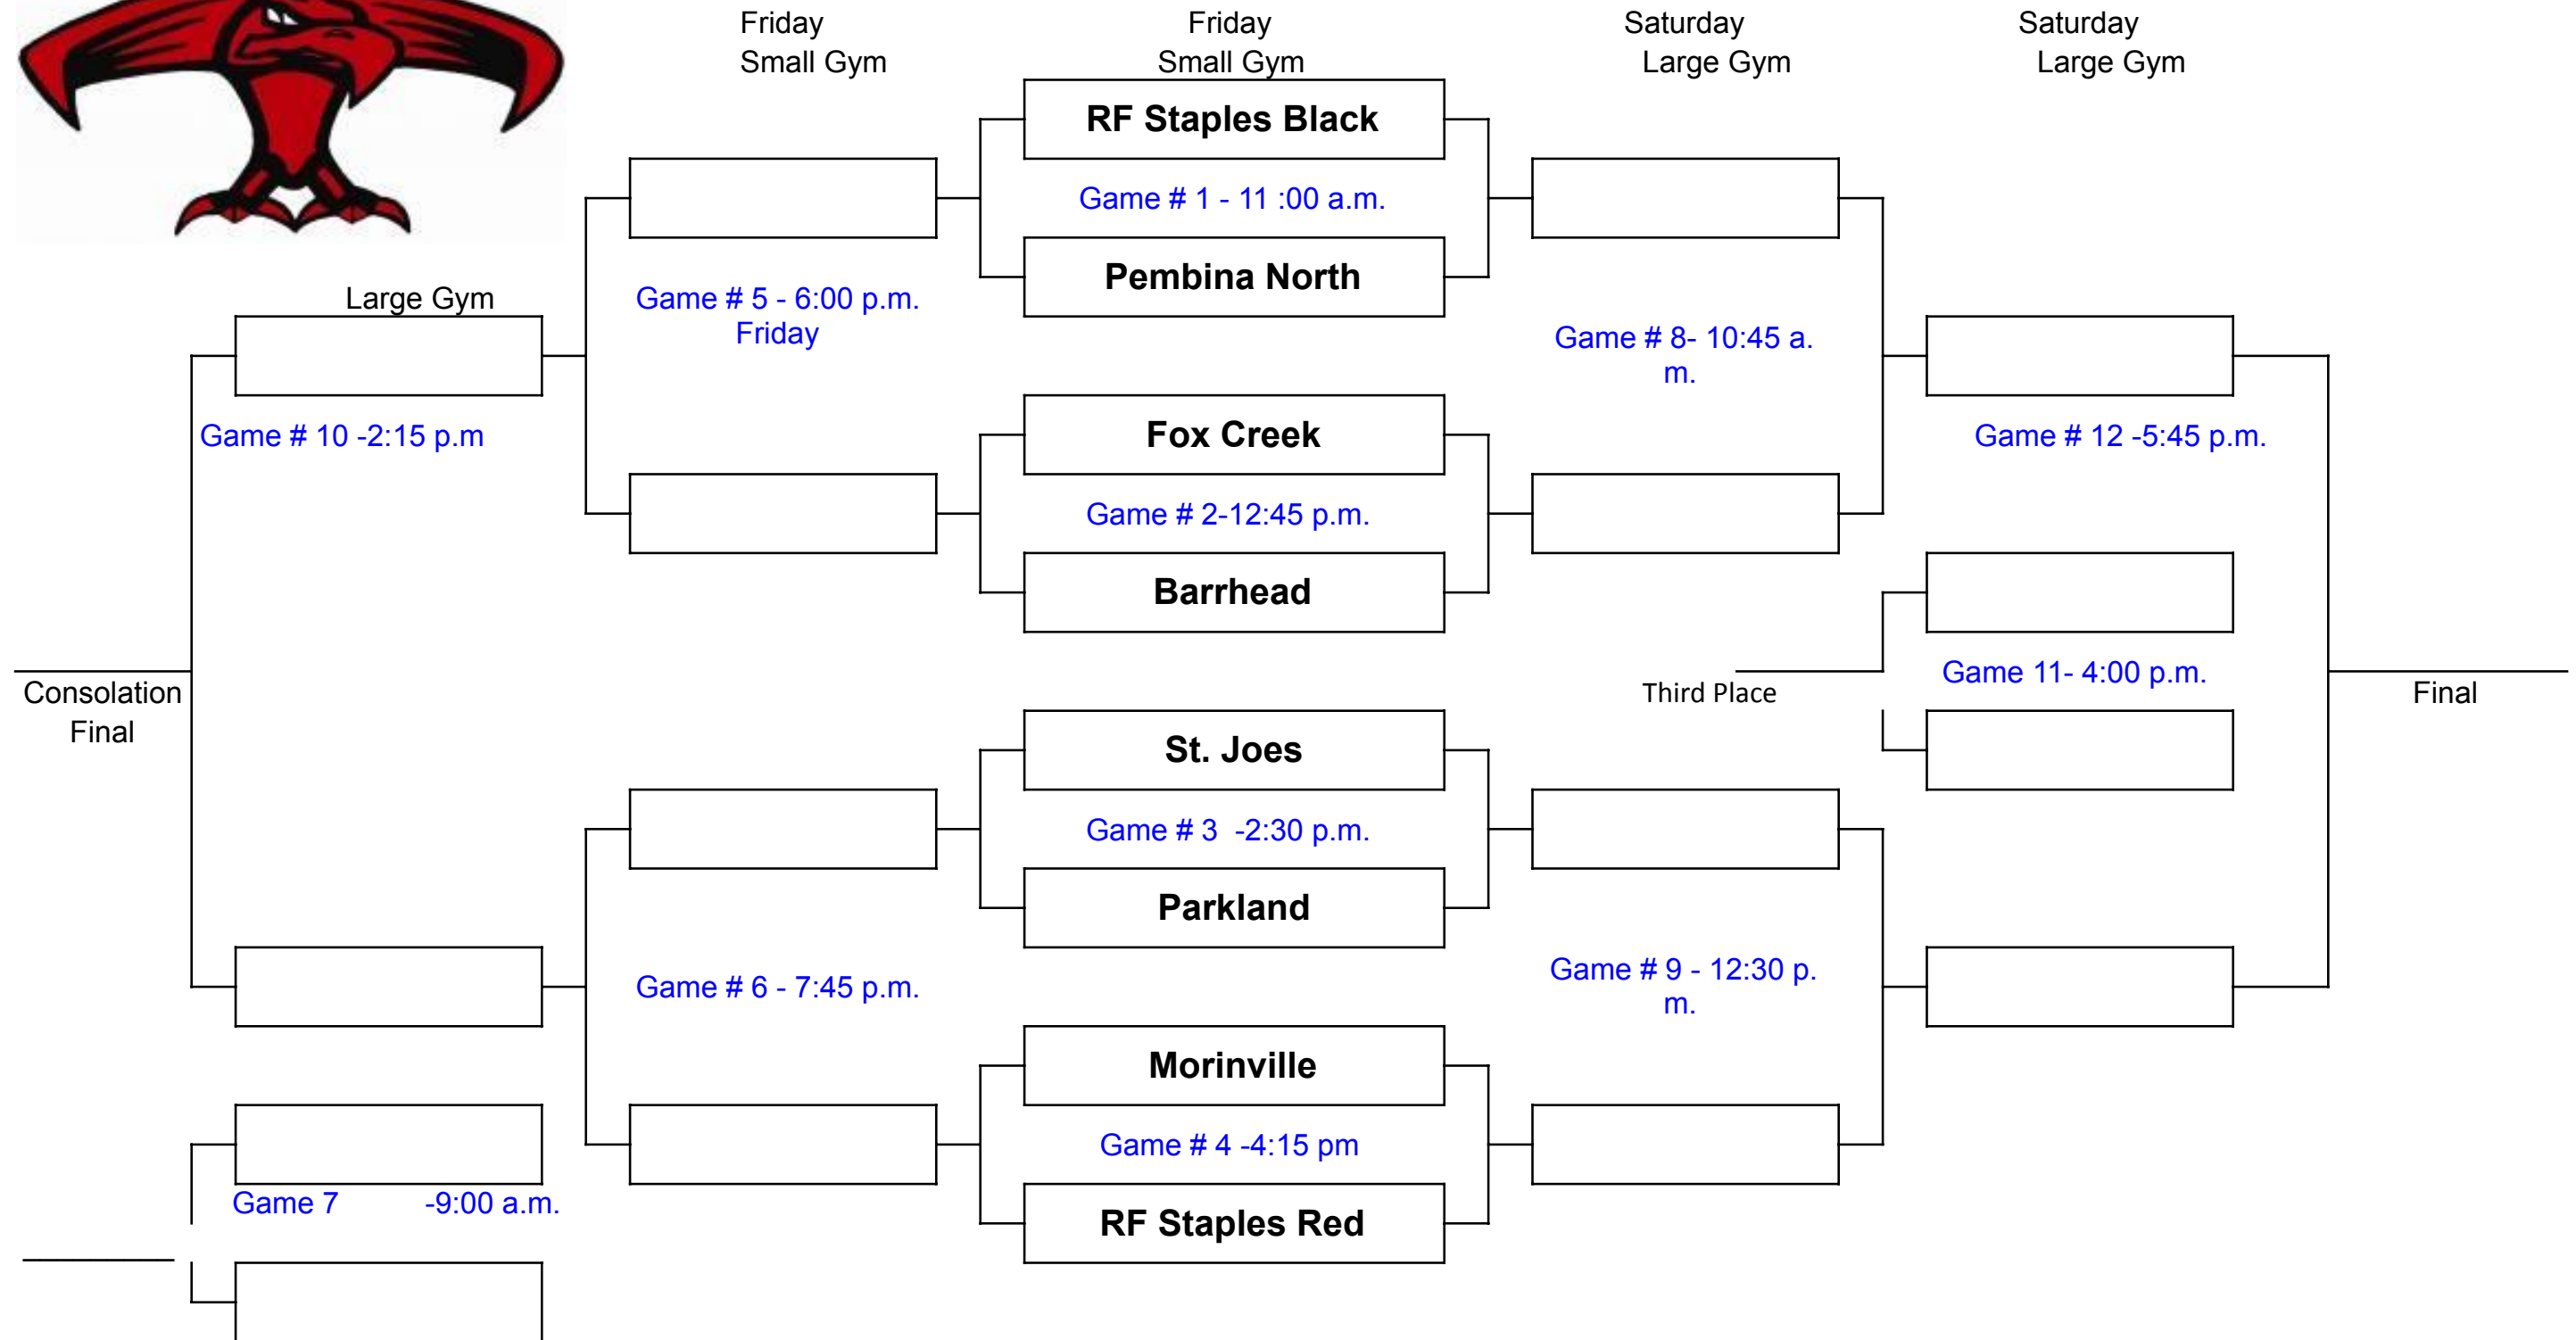 Friday
Small Gym
Friday
Small Gym
Saturday
Large Gym
Saturday
Large Gym
RF Staples Black
Game # 1 - 11 :00 a.m.
Pembina North
Large Gym
Game # 5 - 6:00 p.m.
Friday
Game # 8- 10:45 a.
m.
Game # 10 -2:15 p.m
Fox Creek
Game # 12 -5:45 p.m.
Game # 2-12:45 p.m.
Barrhead
Consolation
Final
Third Place
Game 11- 4:00 p.m.
Final
St. Joes
Game # 3 -2:30 p.m.
Parkland
Game # 6 - 7:45 p.m.
Game # 9 - 12:30 p.
m.
Morinville
Game # 4 -4:15 pm
Game 7 -9:00 a.m.
RF Staples Red